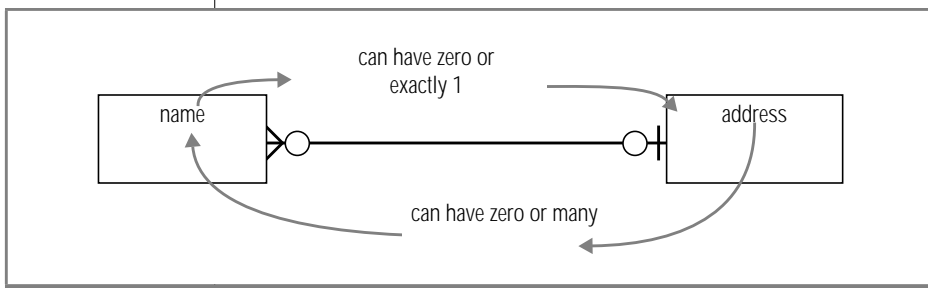 can have zero or
exactly 1
name
address
can have zero or many